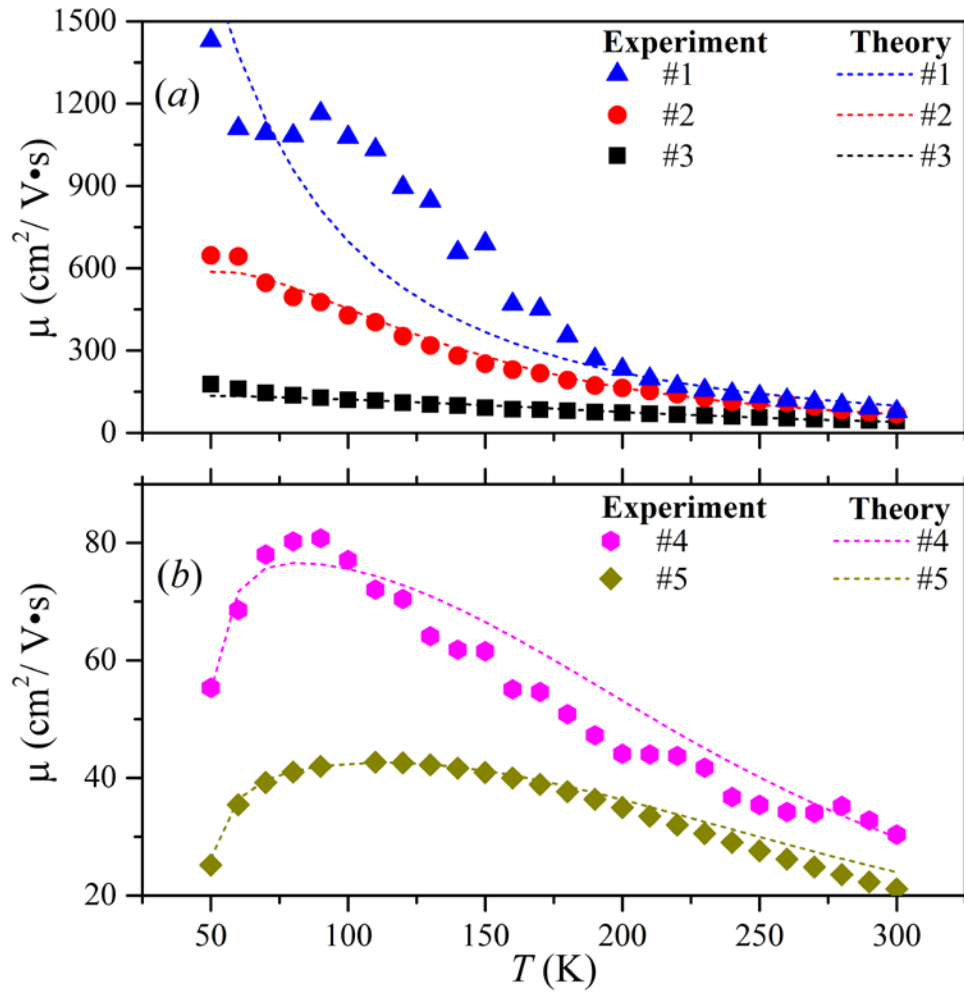 1500
1200
900
600
300
0
μ (cm²/ V•s)
(a)
Experiment Theory
#1 #1
#2 #2
#3 #3
80
60
40
20
μ (cm²/ V•s)
(b)
Experiment Theory
#4 #4
#5 #5
50 100 150 200 250 300
T (K)